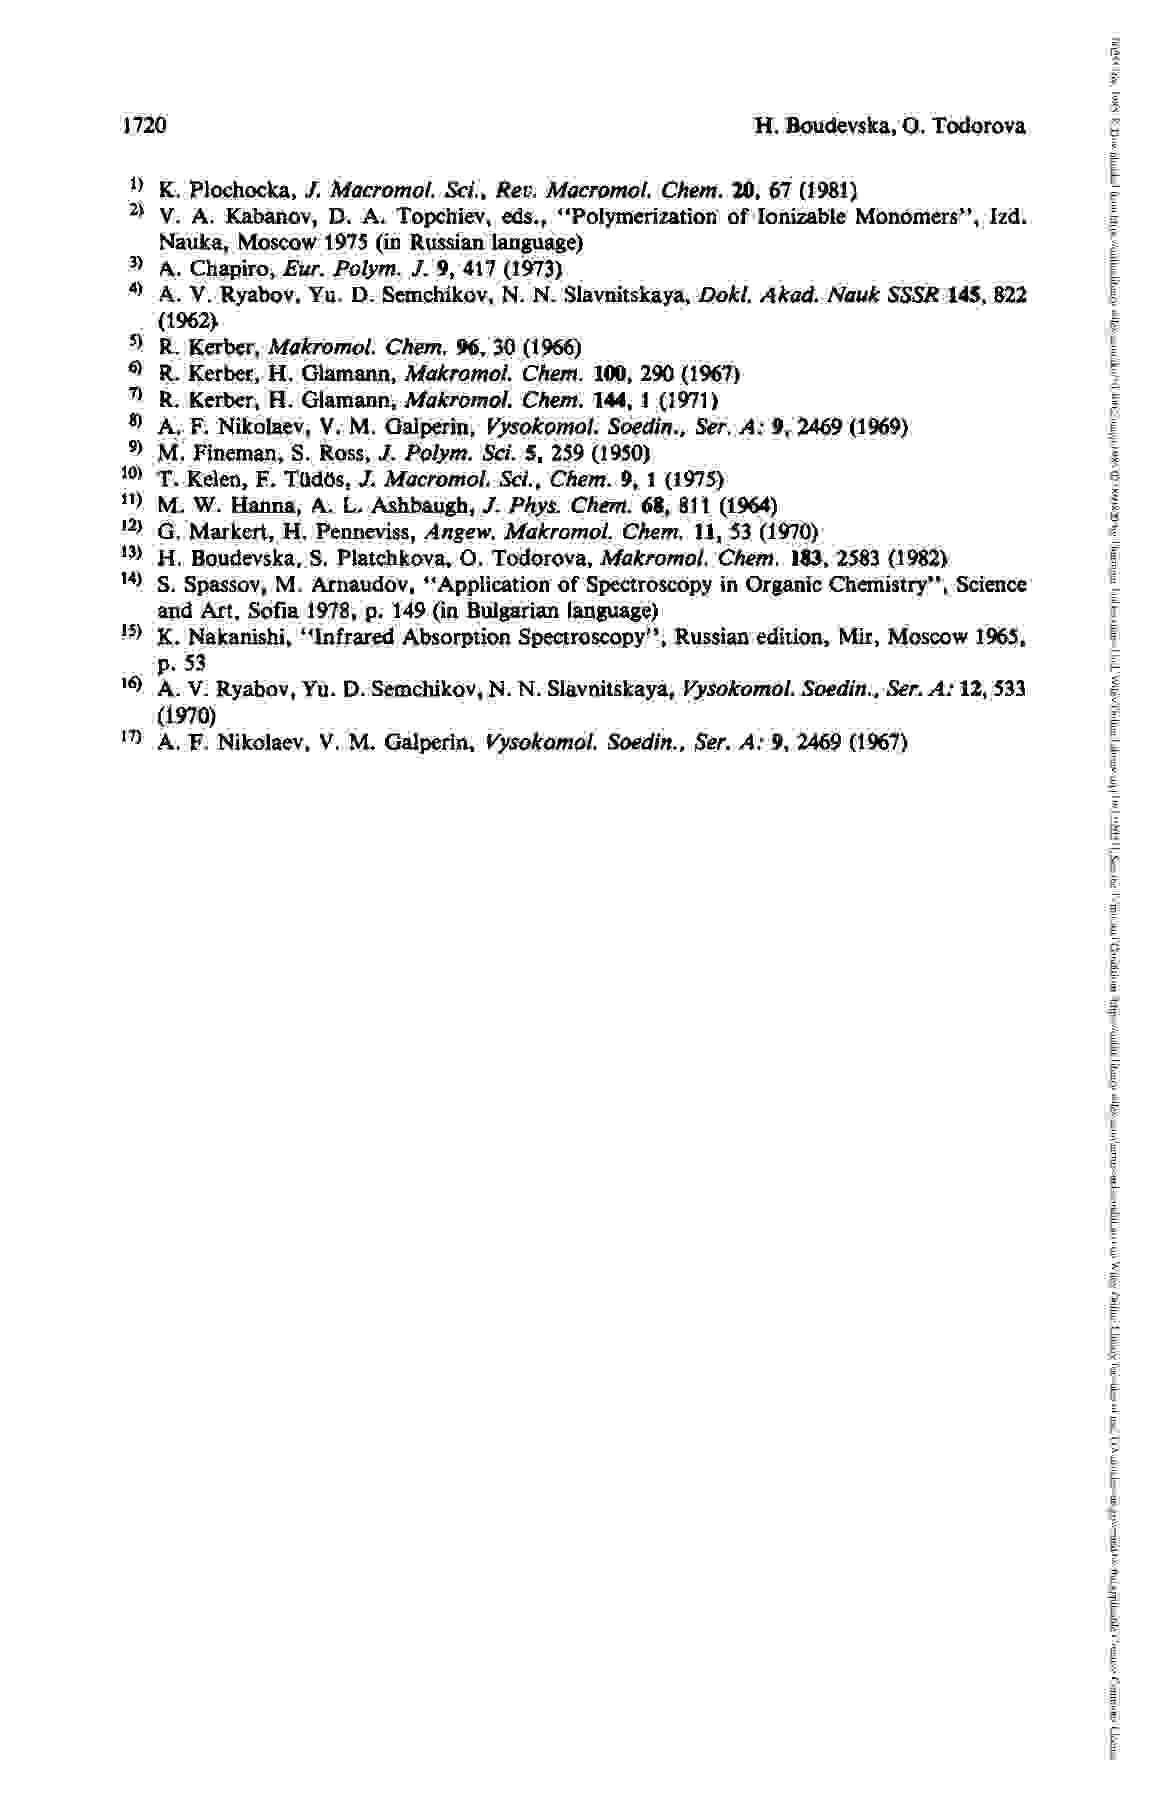 1720 H. Boudevska, O. Todorova
1) K. Plochocka, J. Macromol. Sci., Rev. Macromol. Chem. 20, 67 (1981)
2) V. A. Kabanov, D. A. Topchiev, eds., “Polymerization of Ionizable Monomers”, Izd.
Nauka, Moscow 1975 (in Russian language)
3) A. Chapiro, Eur. Polym. J. 9, 417 (1973)
4) A. V. Ryabov, Yu. D. Semchikov, N. N. Slavnitskaya, Dokl. Akad. Nauk SSSR 145, 822
(1962)
5) R. Kerber, Makromol. Chem. 96, 30 (1966)
6) R. Kerber, H. Glamann, Makromol. Chem. 100, 290 (1967)
7) R. Kerber, H. Glamann, Makromol. Chem. 144, 1 (1971)
8) A. F. Nikolaev, V. M. Galperin, Vysokomol. Soedin., Ser. A: 9, 2469 (1969)
9) M. Fineman, S. Ross, J. Polym. Sci. 5, 259 (1950)
10) T. Kelen, F. Tüdös, J. Macromol. Sci., Chem. 9, 1 (1975)
11) M. W. Hanna, A. L. Ashbaugh, J. Phys. Chem. 68, 811 (1964)
12) G. Markert, H. Penneviss, Angew. Makromol. Chem. 11, 53 (1970)
13) H. Boudevska, S. Platchkova, O. Todorova, Makromol. Chem. 183, 2583 (1982)
14) S. Spassov, M. Arnaudov, “Application of Spectroscopy in Organic Chemistry”, Science
and Art, Sofia 1978, p. 149 (in Bulgarian language)
15) K. Nakanishi, “Infrared Absorption Spectroscopy”, Russian edition, Mir, Moscow 1965,
p. 53
16) A. V. Ryabov, Yu. D. Semchikov, N. N. Slavnitskaya, Vysokomol. Soedin., Ser. A: 12, 533
(1970)
17) A. F. Nikolaev, V. M. Galperin, Vysokomol. Soedin., Ser. A: 9, 2469 (1967)